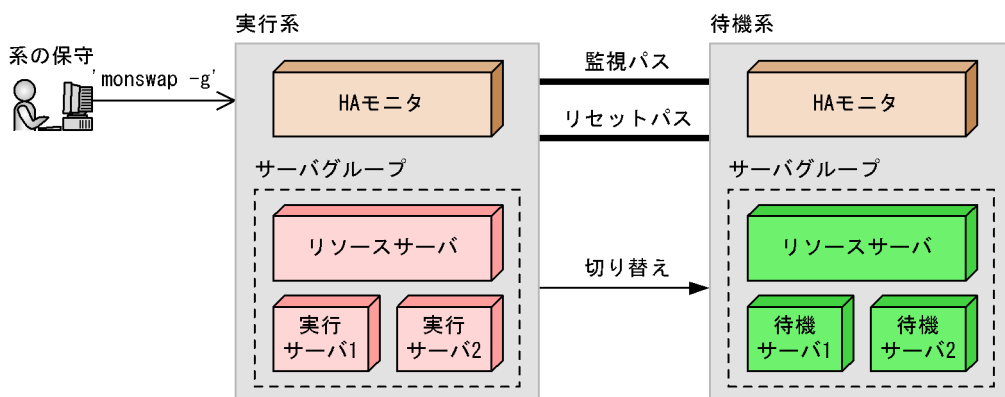 実行系
待機系
系の保守
'monswap -g'
HAモニタ
監視パス
リセットパス
HAモニタ
サーバグループ
サーバグループ
リソースサーバ
切り替え
リソースサーバ
実行
サーバ1
実行
サーバ2
待機
サーバ1
待機
サーバ2